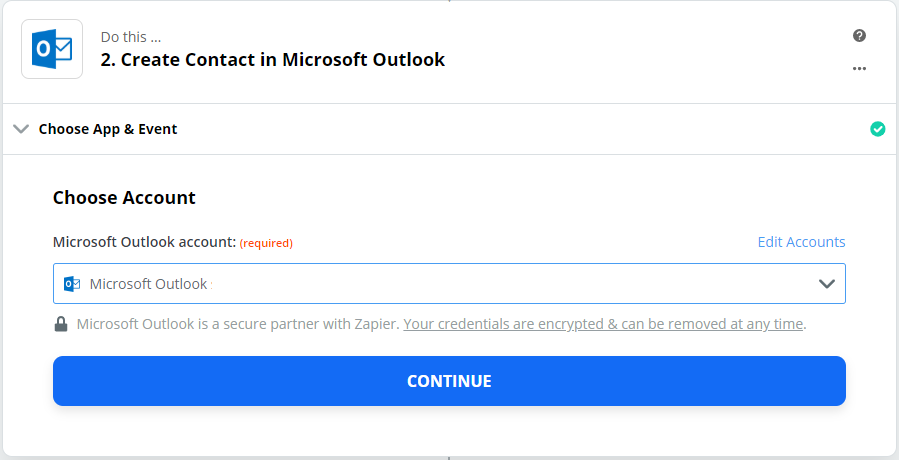 Do this ...
2. Create Contact in Microsoft Outlook
Choose App & Event
Choose Account
Microsoft Outlook account: (required) Edit Accounts
Microsoft Outlook
Microsoft Outlook is a secure partner with Zapier. Your credentials are encrypted & can be removed at any time.
CONTINUE